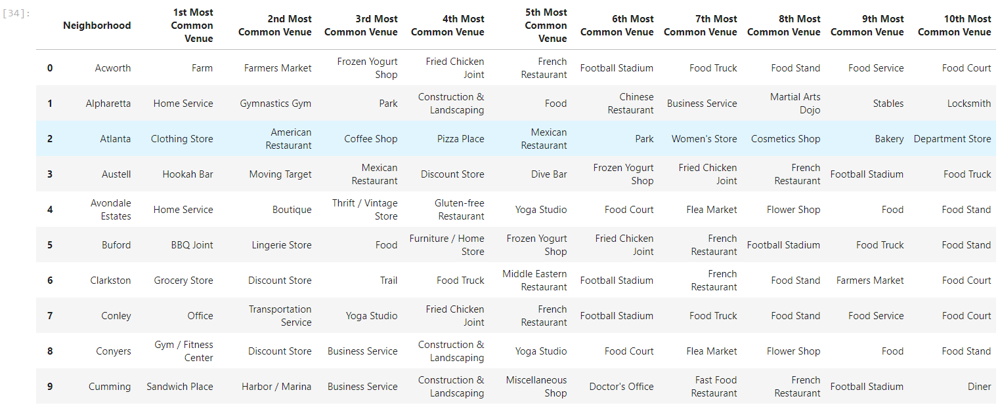 [34]:
Neighborhood 1st Most Common Venue 2nd Most Common Venue 3rd Most Common Venue 4th Most Common Venue 5th Most Common Venue 6th Most Common Venue 7th Most Common Venue 8th Most Common Venue 9th Most Common Venue 10th Most Common Venue
0 Acworth Farm Farmers Market Frozen Yogurt Shop Fried Chicken Joint French Restaurant Football Stadium Food Truck Food Stand Food Service Food Court
1 Alpharetta Home Service Gymnastics Gym Park Construction & Landscaping Food Chinese Restaurant Business Service Martial Arts Dojo Stables Locksmith
2 Atlanta Clothing Store American Restaurant Coffee Shop Pizza Place Mexican Restaurant Park Women's Store Cosmetics Shop Bakery Department Store
3 Austell Hookah Bar Moving Target Mexican Restaurant Discount Store Dive Bar Frozen Yogurt Shop Fried Chicken Joint French Restaurant Football Stadium Food Truck
4 Avondale Estates Home Service Boutique Thrift / Vintage Store Gluten-free Restaurant Yoga Studio Food Court Flea Market Flower Shop Food Food Stand
5 Buford BBQ Joint Lingerie Store Food Furniture / Home Store Frozen Yogurt Shop Fried Chicken Joint French Restaurant Football Stadium Food Truck Food Stand
6 Clarkston Grocery Store Discount Store Trail Food Truck Middle Eastern Restaurant Football Stadium French Restaurant Food Stand Farmers Market Food Court
7 Conley Office Transportation Service Yoga Studio Fried Chicken Joint French Restaurant Football Stadium Food Truck Food Stand Food Service Food Court
8 Conyers Gym / Fitness Center Discount Store Business Service Construction & Landscaping Yoga Studio Food Court Flea Market Flower Shop Food Food Stand
9 Cumming Sandwich Place Harbor / Marina Business Service Construction & Landscaping Miscellaneous Shop Doctor's Office Fast Food Restaurant French Restaurant Football Stadium Diner